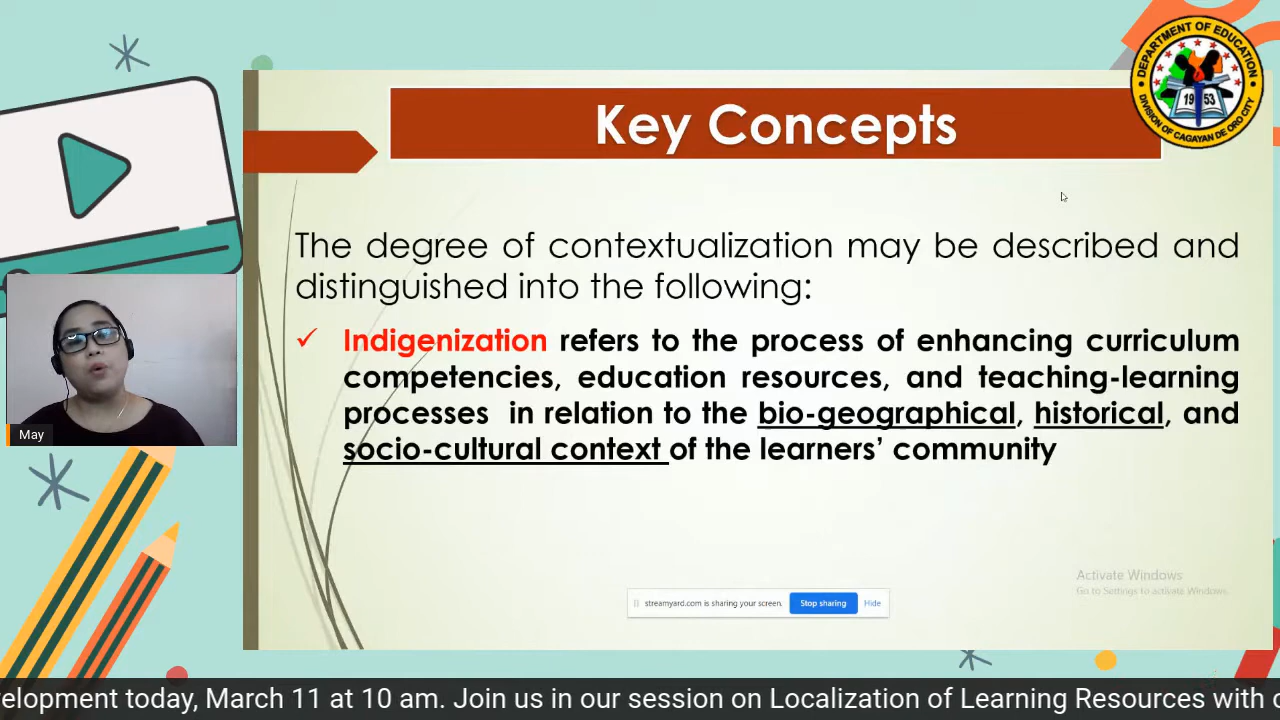 DEPARTMENT OF EDUCATION
19 53
DIVISION OF CAGAYAN DE ORO CITY
Key Concepts
The degree of contextualization may be described and
distinguished into the following:
✓ Indigenization refers to the process of enhancing curriculum
competencies, education resources, and teaching-learning
processes in relation to the bio-geographical, historical, and
socio-cultural context of the learners’ community
May
Activate Windows
Go to Settings to activate Windows.
streamyard.com is sharing your screen. Stop sharing Hide
velopment today, March 11 at 10 am. Join us in our session on Localization of Learning Resources with